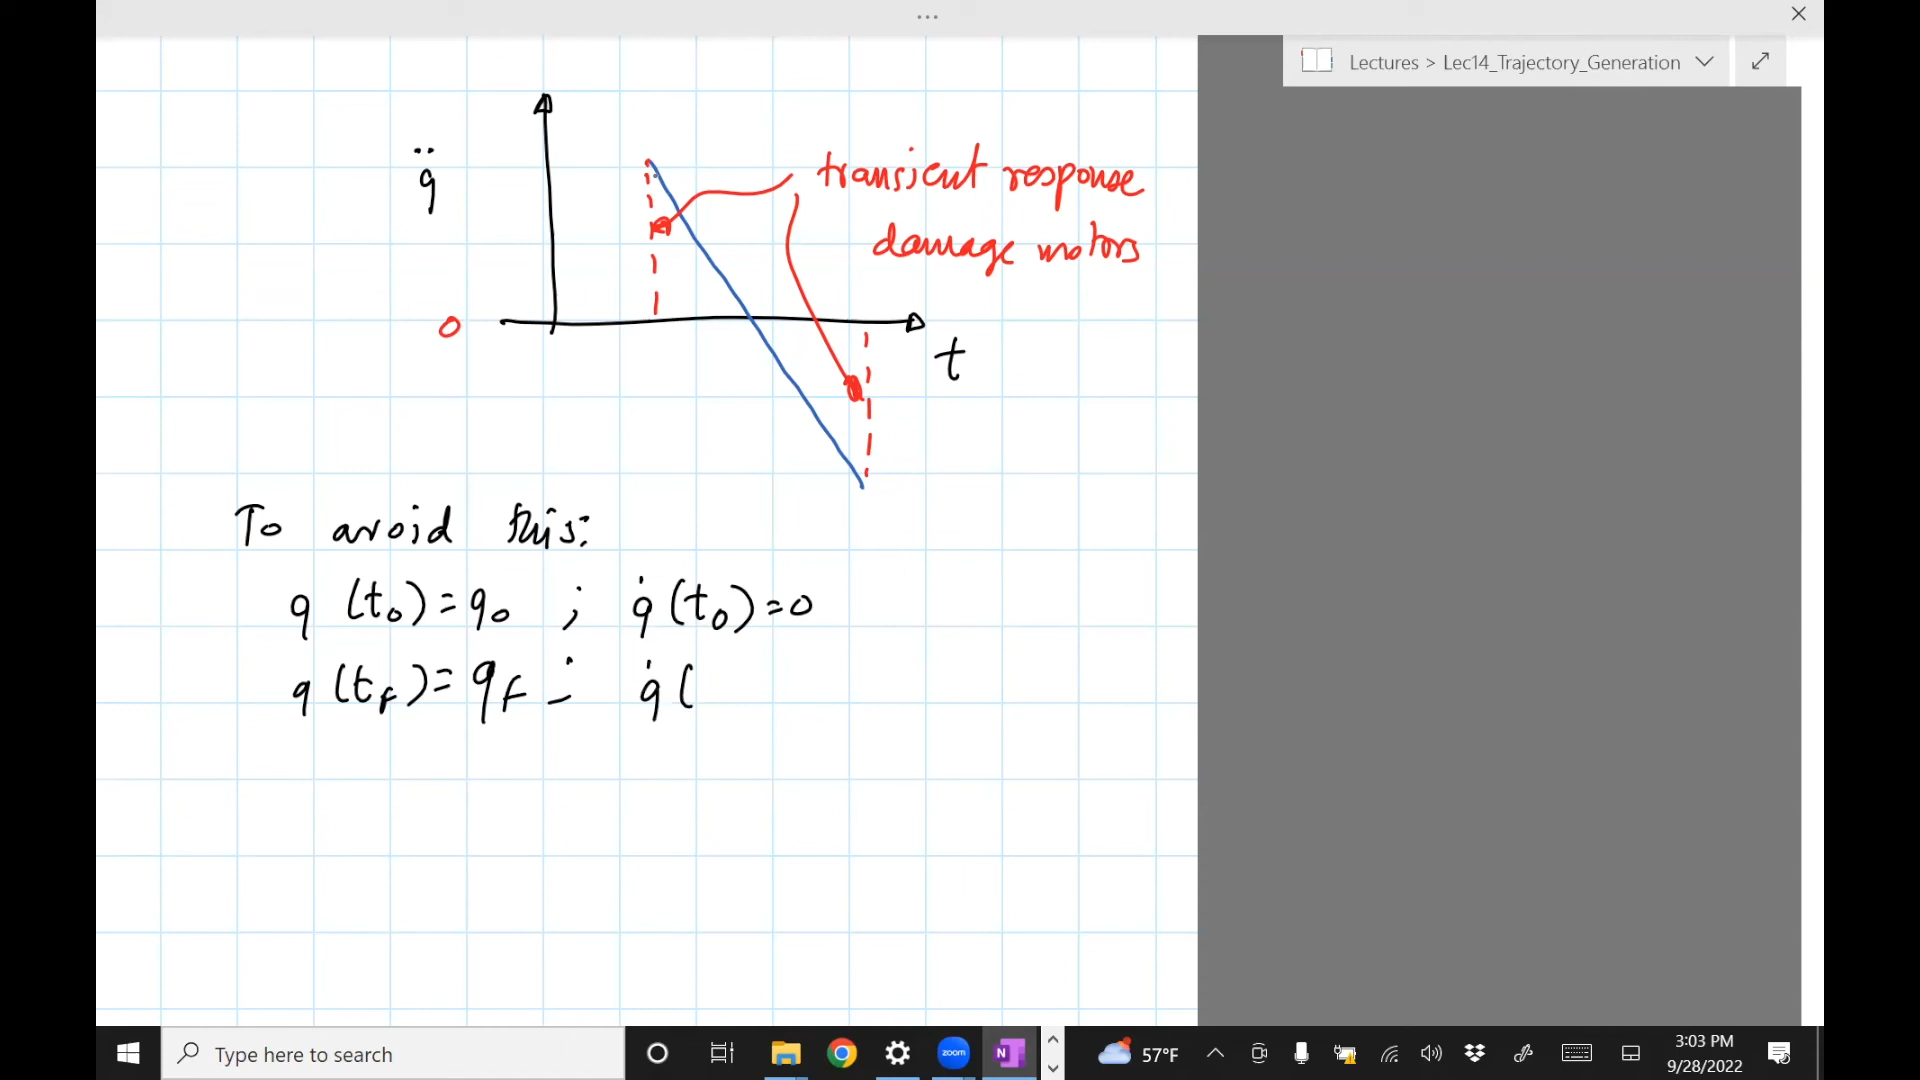 ...
Lectures > Lec14_Trajectory_Generation
q̈
transient response
damage motors
0
t
To avoid this:
q (t₀) = q₀ ; q̇ (t₀) = 0
q (t_f) = q_f ; q̇ (
Type here to search
zoom
N
57°F
3:03 PM
9/28/2022